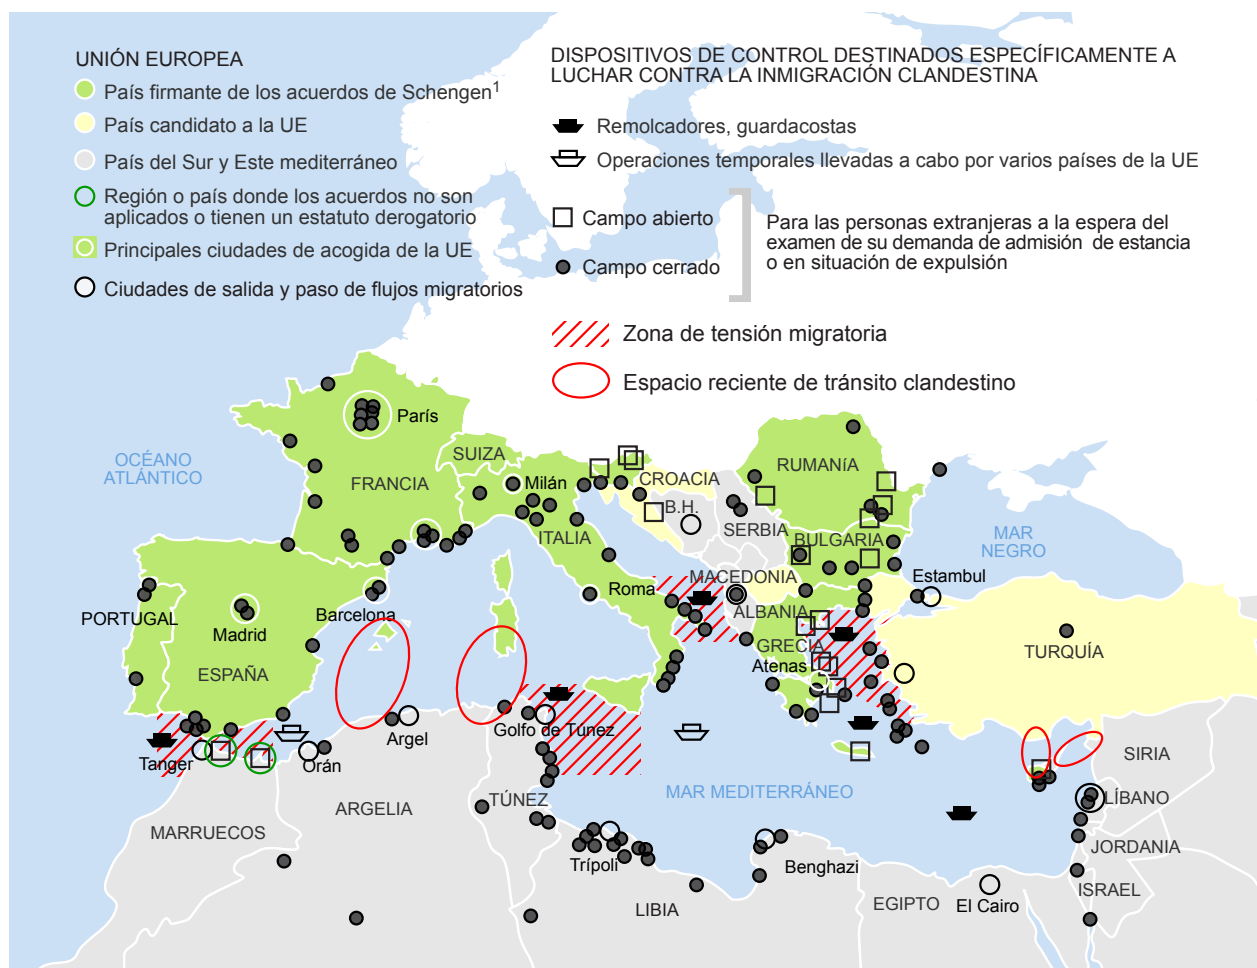 UNIÓN EUROPEA
País firmante de los acuerdos de Schengen1
País candidato a la UE
País del Sur y Este mediterráneo
Región o país donde los acuerdos no son
aplicados o tienen un estatuto derogatorio
Principales ciudades de acogida de la UE
Ciudades de salida y paso de flujos migratorios
DISPOSITIVOS DE CONTROL DESTINADOS ESPECÍFICAMENTE A
LUCHAR CONTRA LA INMIGRACIÓN CLANDESTINA
Remolcadores, guardacostas
Operaciones temporales llevadas a cabo por varios países de la UE
Campo abierto
Campo cerrado
Para las personas extranjeras a la espera del
examen de su demanda de admisión de estancia
o en situación de expulsión
Zona de tensión migratoria
Espacio reciente de tránsito clandestino
París
OCÉANO
ATLÁNTICO
SUIZA
FRANCIA
Milán
ITALIA
CROACIA
B.H.
SERBIA
RUMANÍA
BULGARIA
MAR
NEGRO
MACEDONIA
Estambul
ALBANIA
Roma
PORTUGAL
Madrid
Barcelona
ESPAÑA
GRECIA
Atenas
TURQUÍA
Tanger
Orán
Argel
Golfo de Túnez
SIRIA
MAR MEDITERRÁNEO
LÍBANO
ARGELIA
TÚNEZ
MARRUECOS
Trípoli
Benghazi
JORDANIA
ISRAEL
LIBIA
EGIPTO
El Cairo